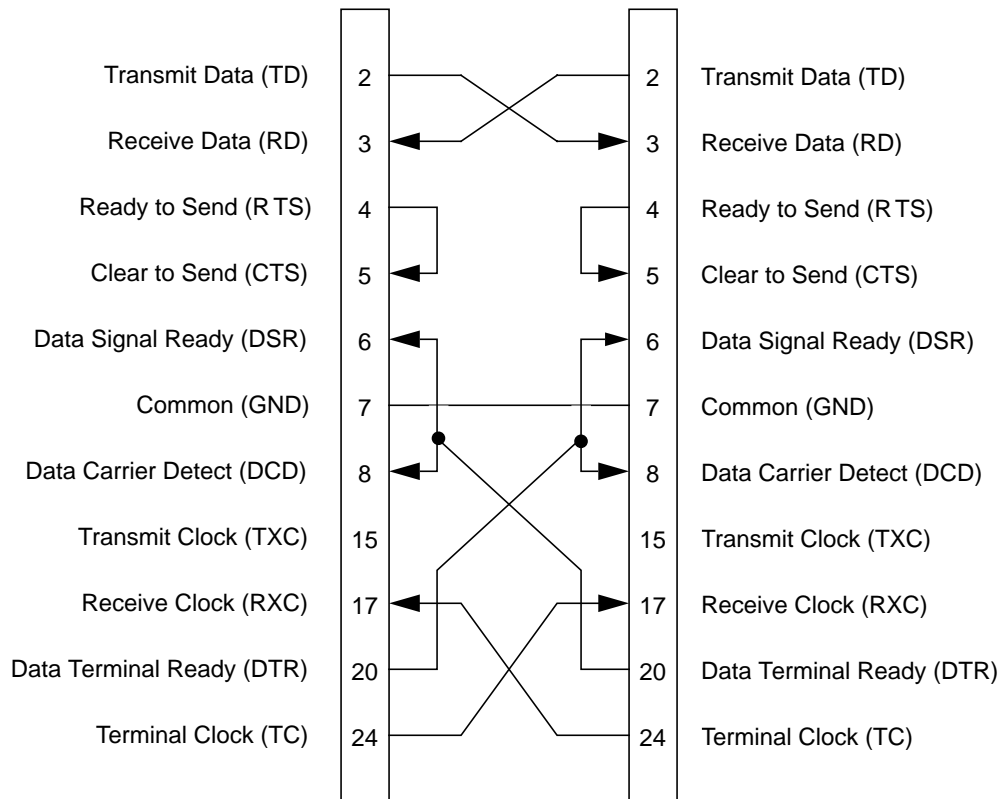 Transmit Data (TD) 2 2 Transmit Data (TD)
Receive Data (RD) 3 3 Receive Data (RD)
Ready to Send (RTS) 4 4 Ready to Send (RTS)
Clear to Send (CTS) 5 5 Clear to Send (CTS)
Data Signal Ready (DSR) 6 6 Data Signal Ready (DSR)
Common (GND) 7 7 Common (GND)
Data Carrier Detect (DCD) 8 8 Data Carrier Detect (DCD)
Transmit Clock (TXC) 15 15 Transmit Clock (TXC)
Receive Clock (RXC) 17 17 Receive Clock (RXC)
Data Terminal Ready (DTR) 20 20 Data Terminal Ready (DTR)
Terminal Clock (TC) 24 24 Terminal Clock (TC)